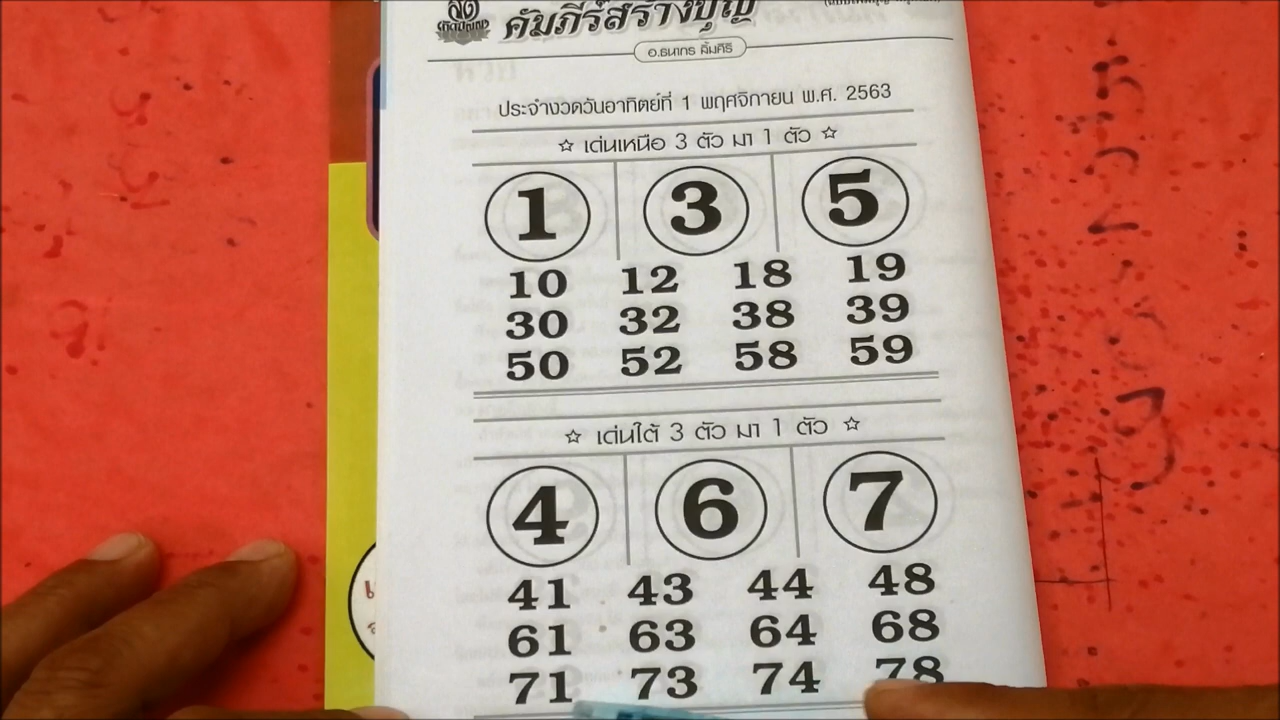 คัมภีร์สร้างบุญ
อ.ธนากร ลิ้มศิริ
ประจำงวดวันอาทิตย์ที่ 1 พฤศจิกายน พ.ศ. 2563
☆ เด่นเหนือ 3 ตัว มา 1 ตัว ☆
1 3 5
10 12 18 19
30 32 38 39
50 52 58 59
☆ เด่นใต้ 3 ตัว มา 1 ตัว ☆
4 6 7
41 43 44 48
61 63 64 68
71 73 74 78